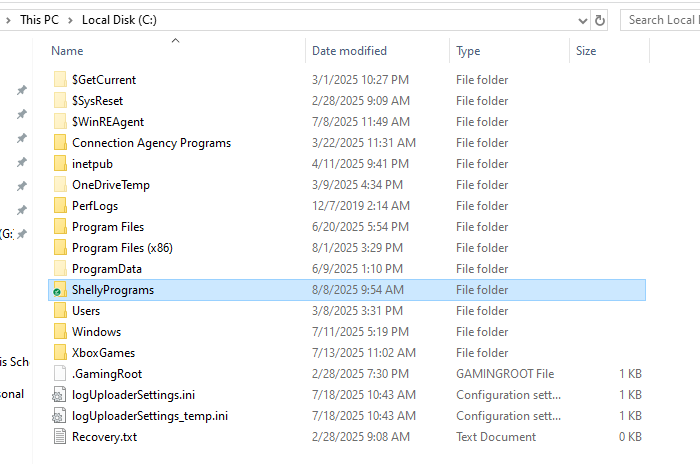 This PC > Local Disk (C:) Search Local
Name Date modified Type Size
$GetCurrent 3/1/2025 10:27 PM File folder
$SysReset 2/28/2025 9:09 AM File folder
$WinREAgent 7/8/2025 11:49 AM File folder
Connection Agency Programs 3/22/2025 11:31 AM File folder
inetpub 4/11/2025 9:41 PM File folder
OneDriveTemp 3/9/2025 4:34 PM File folder
PerfLogs 12/7/2019 2:14 AM File folder
(G: Program Files 6/20/2025 5:54 PM File folder
Program Files (x86) 8/1/2025 3:29 PM File folder
ProgramData 6/9/2025 1:10 PM File folder
ShellyPrograms 8/8/2025 9:54 AM File folder
Users 3/8/2025 3:31 PM File folder
Windows 7/11/2025 5:19 PM File folder
is Sch XboxGames 7/13/2025 11:02 AM File folder
.GamingRoot 2/28/2025 7:30 PM GAMINGROOT File 1 KB
sonal logUploaderSettings.ini 7/18/2025 10:43 AM Configuration sett... 1 KB
logUploaderSettings_temp.ini 7/18/2025 10:43 AM Configuration sett... 1 KB
Recovery.txt 2/28/2025 9:08 AM Text Document 0 KB